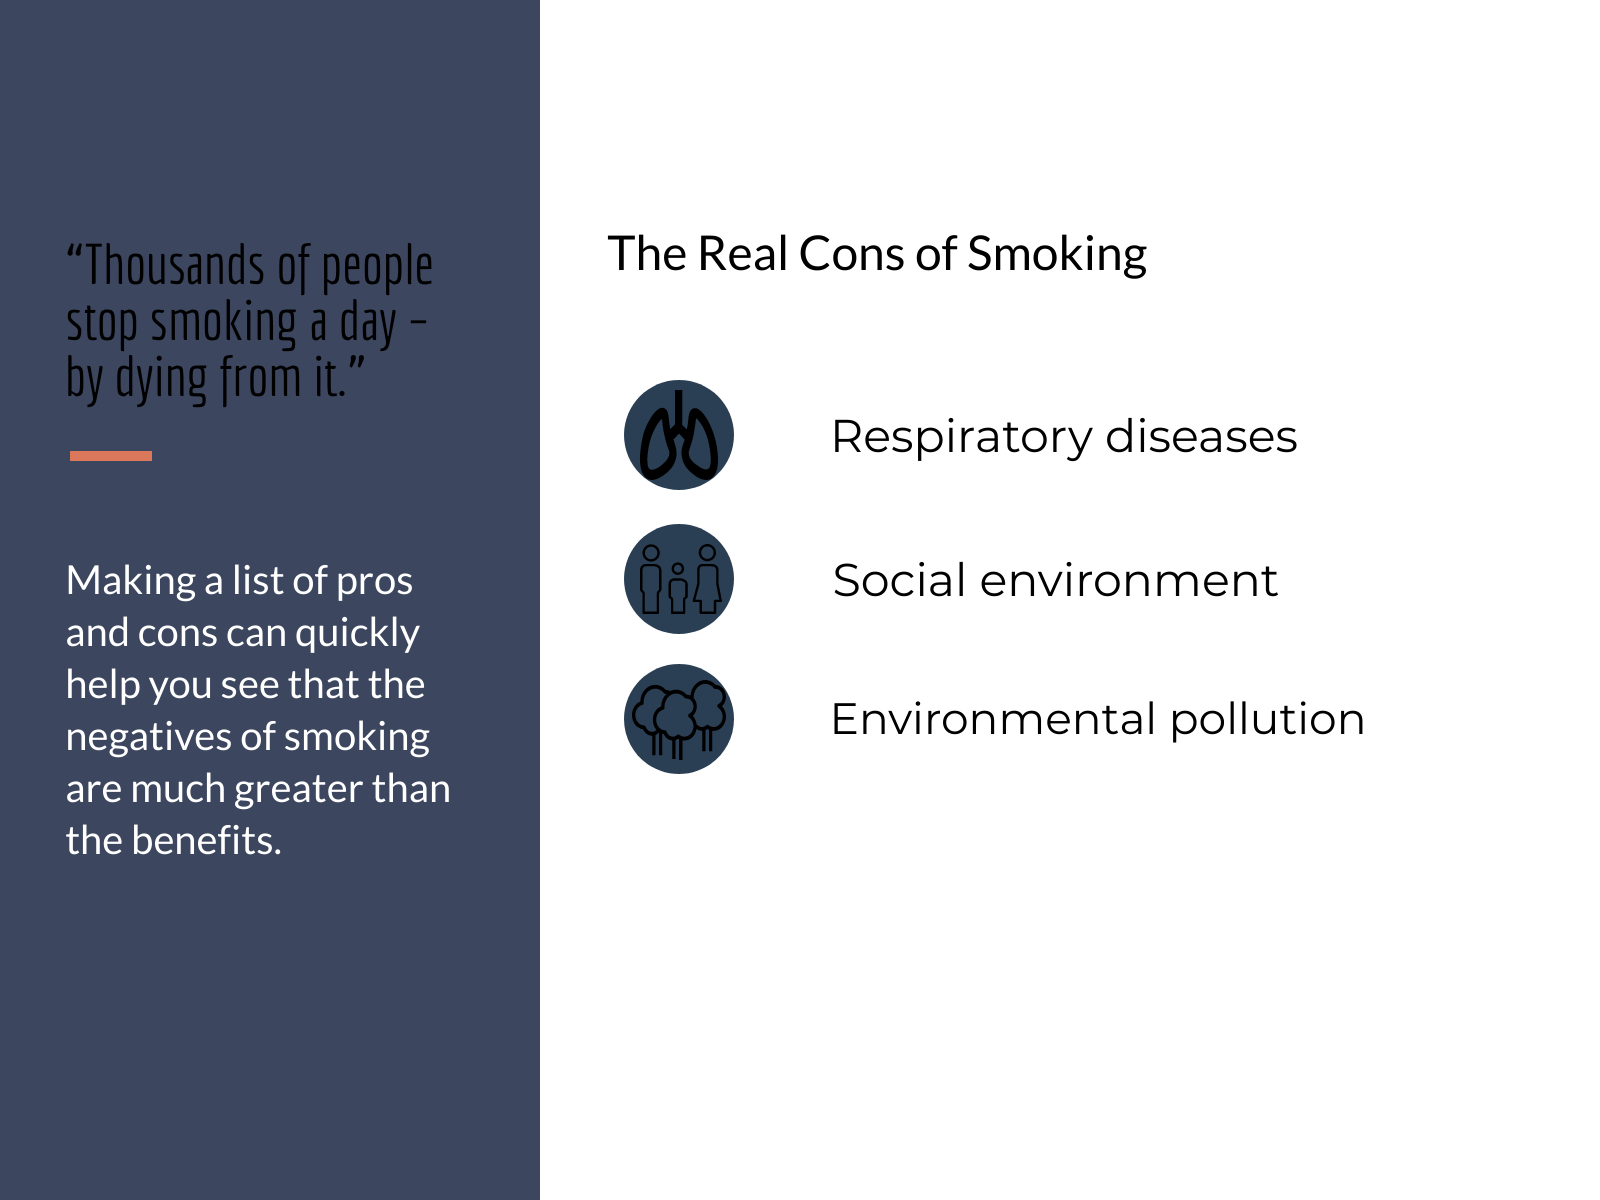 “Thousands of people
stop smoking a day –
by dying from it.”
Making a list of pros
and cons can quickly
help you see that the
negatives of smoking
are much greater than
the benefits.
The Real Cons of Smoking
Respiratory diseases
Social environment
Environmental pollution